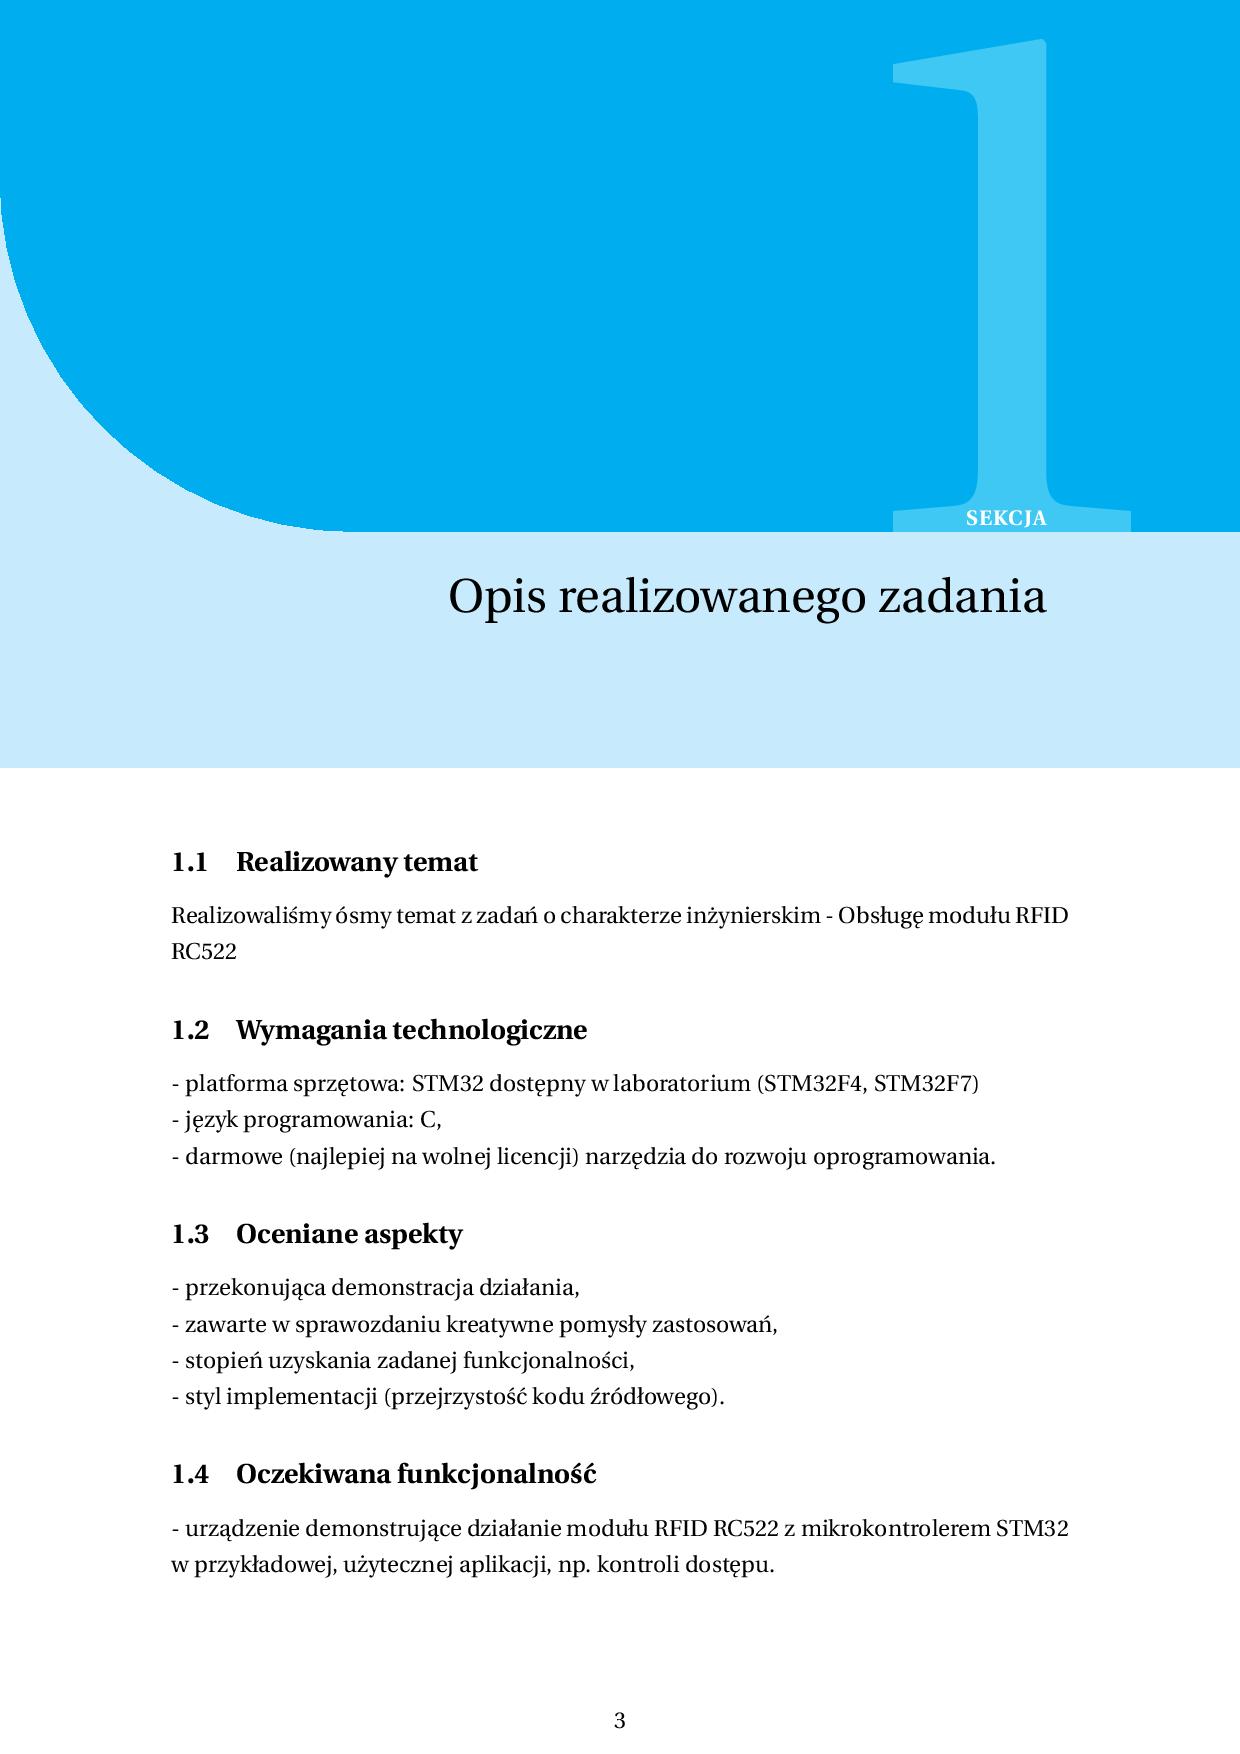 1
SEKCJA
Opis realizowanego zadania
1.1 Realizowany temat
Realizowaliśmy ósmy temat z zadań o charakterze inżynierskim - Obsługę modułu RFID
RC522
1.2 Wymagania technologiczne
- platforma sprzętowa: STM32 dostępny w laboratorium (STM32F4, STM32F7)
- język programowania: C,
- darmowe (najlepiej na wolnej licencji) narzędzia do rozwoju oprogramowania.
1.3 Oceniane aspekty
- przekonująca demonstracja działania,
- zawarte w sprawozdaniu kreatywne pomysły zastosowań,
- stopień uzyskania zadanej funkcjonalności,
- styl implementacji (przejrzystość kodu źródłowego).
1.4 Oczekiwana funkcjonalność
- urządzenie demonstrujące działanie modułu RFID RC522 z mikrokontrolerem STM32
w przykładowej, użytecznej aplikacji, np. kontroli dostępu.
3